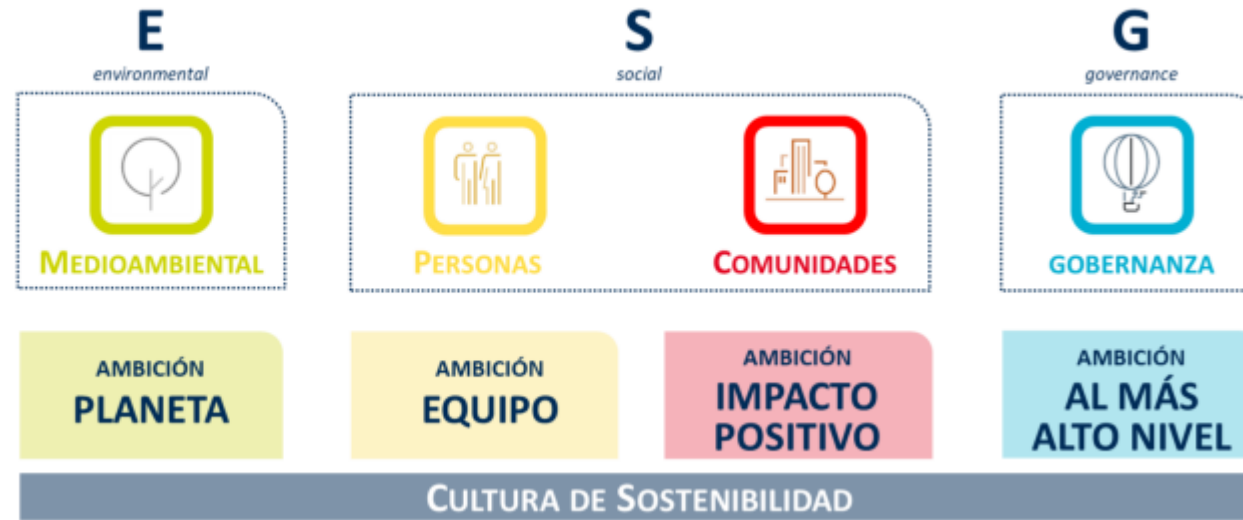 E
environmental
MEDIOAMBIENTAL
S
social
PERSONAS
COMUNIDADES
G
governance
GOBERNANZA
AMBICIÓN
PLANETA
AMBICIÓN
EQUIPO
AMBICIÓN
IMPACTO
POSITIVO
AMBICIÓN
AL MÁS
ALTO NIVEL
CULTURA DE SOSTENIBILIDAD